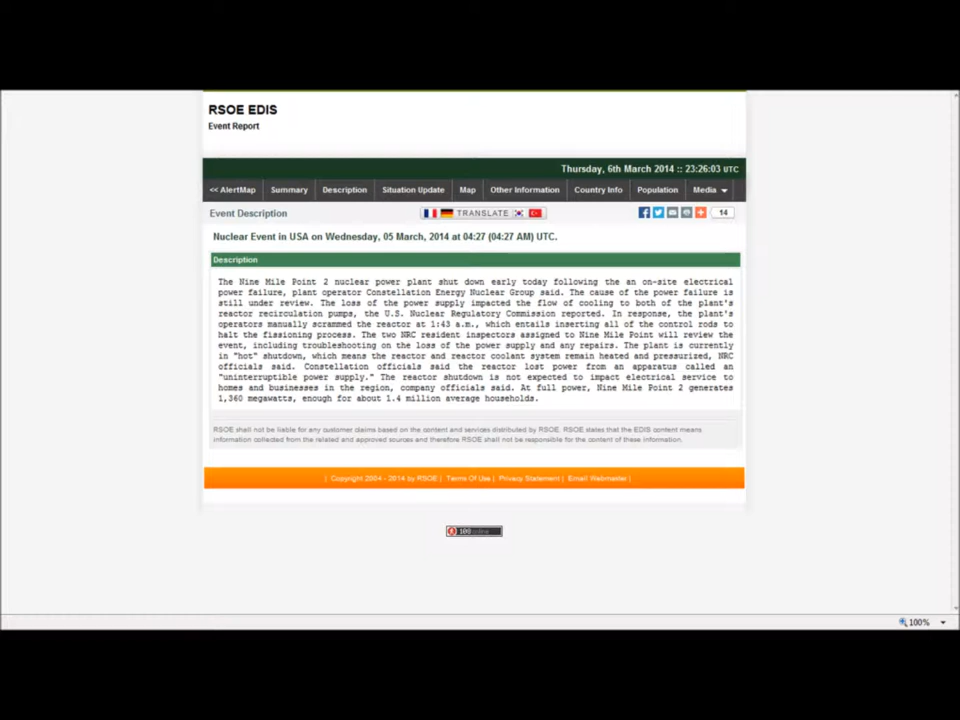 RSOE EDIS
Event Report
Thursday, 6th March 2014 :: 23:26:03 UTC
<< AlertMap Summary Description Situation Update Map Other Information Country Info Population Media
Event Description TRANSLATE 14
Nuclear Event in USA on Wednesday, 05 March, 2014 at 04:27 (04:27 AM) UTC.
Description
The Nine Mile Point 2 nuclear power plant shut down early today following the an on-site electrical
power failure, plant operator Constellation Energy Nuclear Group said. The cause of the power failure is
still under review. The loss of the power supply impacted the flow of cooling to both of the plant's
reactor recirculation pumps, the U.S. Nuclear Regulatory Commission reported. In response, the plant's
operators manually scrammed the reactor at 1:43 a.m., which entails inserting all of the control rods to
halt the fissioning process. The two NRC resident inspectors assigned to Nine Mile Point will review the
event, including troubleshooting on the loss of the power supply and any repairs. The plant is currently
in "hot" shutdown, which means the reactor and reactor coolant system remain heated and pressurized, NRC
officials said. Constellation officials said the reactor lost power from an apparatus called an
"uninterruptible power supply." The reactor shutdown is not expected to impact electrical service to
homes and businesses in the region, company officials said. At full power, Nine Mile Point 2 generates
1,360 megawatts, enough for about 1.4 million average households.
RSOE shall not be liable for any customer claims based on the content and services distributed by RSOE. RSOE states that the EDIS content means
information collected from the related and approved sources and therefore RSOE shall not be responsible for the content of these information.
| Copyright 2004 - 2014 by RSOE | Terms Of Use | Privacy Statement | Email Webmaster |
100%